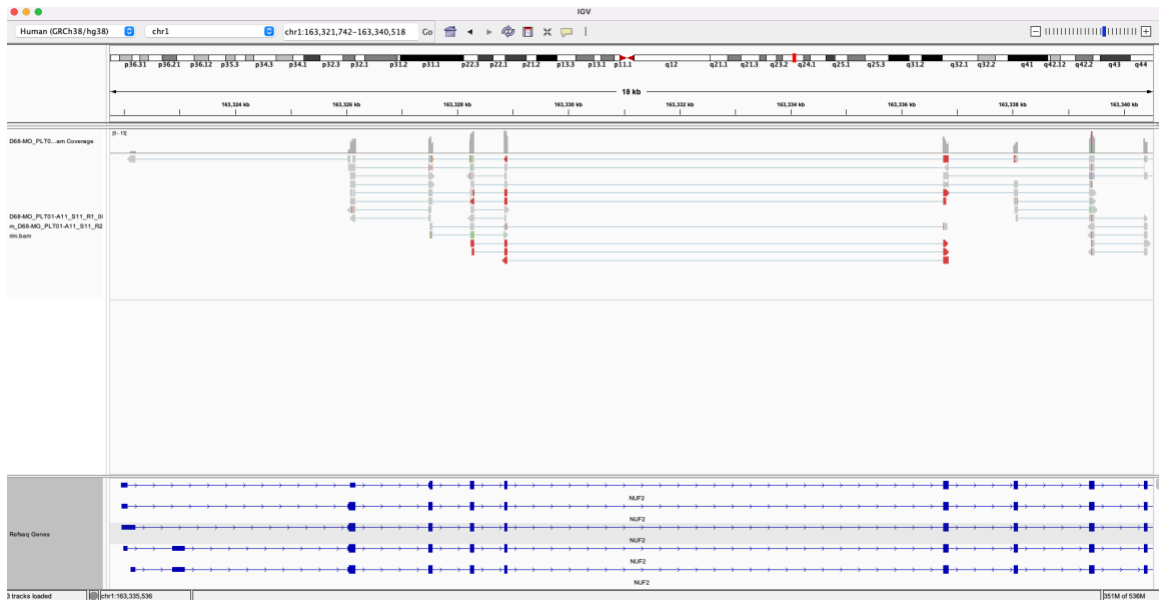 IGV
Human (GRCh38/hg38) chr1 chr1:163,321,742-163,340,518 Go
p36.31 p36.21 p36.12 p35.3 p34.3 p34.1 p32.3 p32.1 p31.2 p31.1 p22.3 p22.1 p21.2 p13.3 p13.1 p11.1 q12 q21.1 q21.3 q23.2 q24.1 q25.1 q25.3 q31.2 q32.1 q32.2 q41 q42.12 q42.2 q43 q44
18 kb
163,324 kb 163,326 kb 163,328 kb 163,330 kb 163,332 kb 163,334 kb 163,336 kb 163,338 kb 163,340 kb
[0 - 13]
D68-MO_PLT0...am Coverage
D68-MO_PLT01-A11_S11_R1_0
m_D68-MO_PLT01-A11_S11_R2
rim.bam
NUF2
NUF2
Refseq Genes
NUF2
NUF2
NUF2
3 tracks loaded chr1:163,335,536 351M of 536M